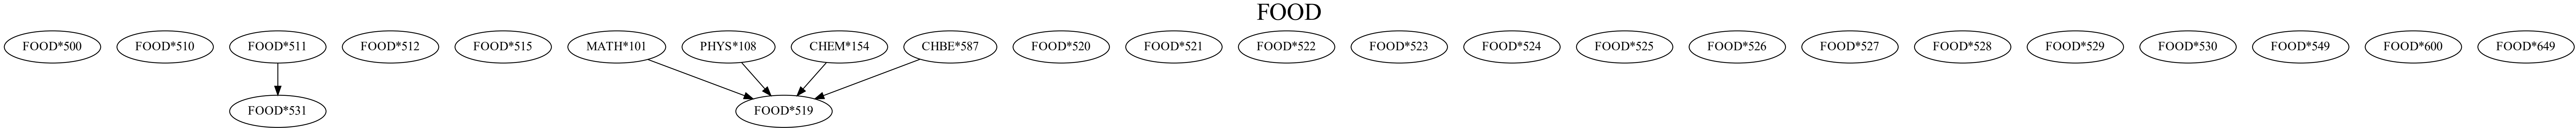 FOOD
FOOD*500 FOOD*510 FOOD*511 FOOD*512 FOOD*515 MATH*101 PHYS*108 CHEM*154 CHBE*587 FOOD*520 FOOD*521 FOOD*522 FOOD*523 FOOD*524 FOOD*525 FOOD*526 FOOD*527 FOOD*528 FOOD*529 FOOD*530 FOOD*549 FOOD*600 FOOD*649
FOOD*531 FOOD*519